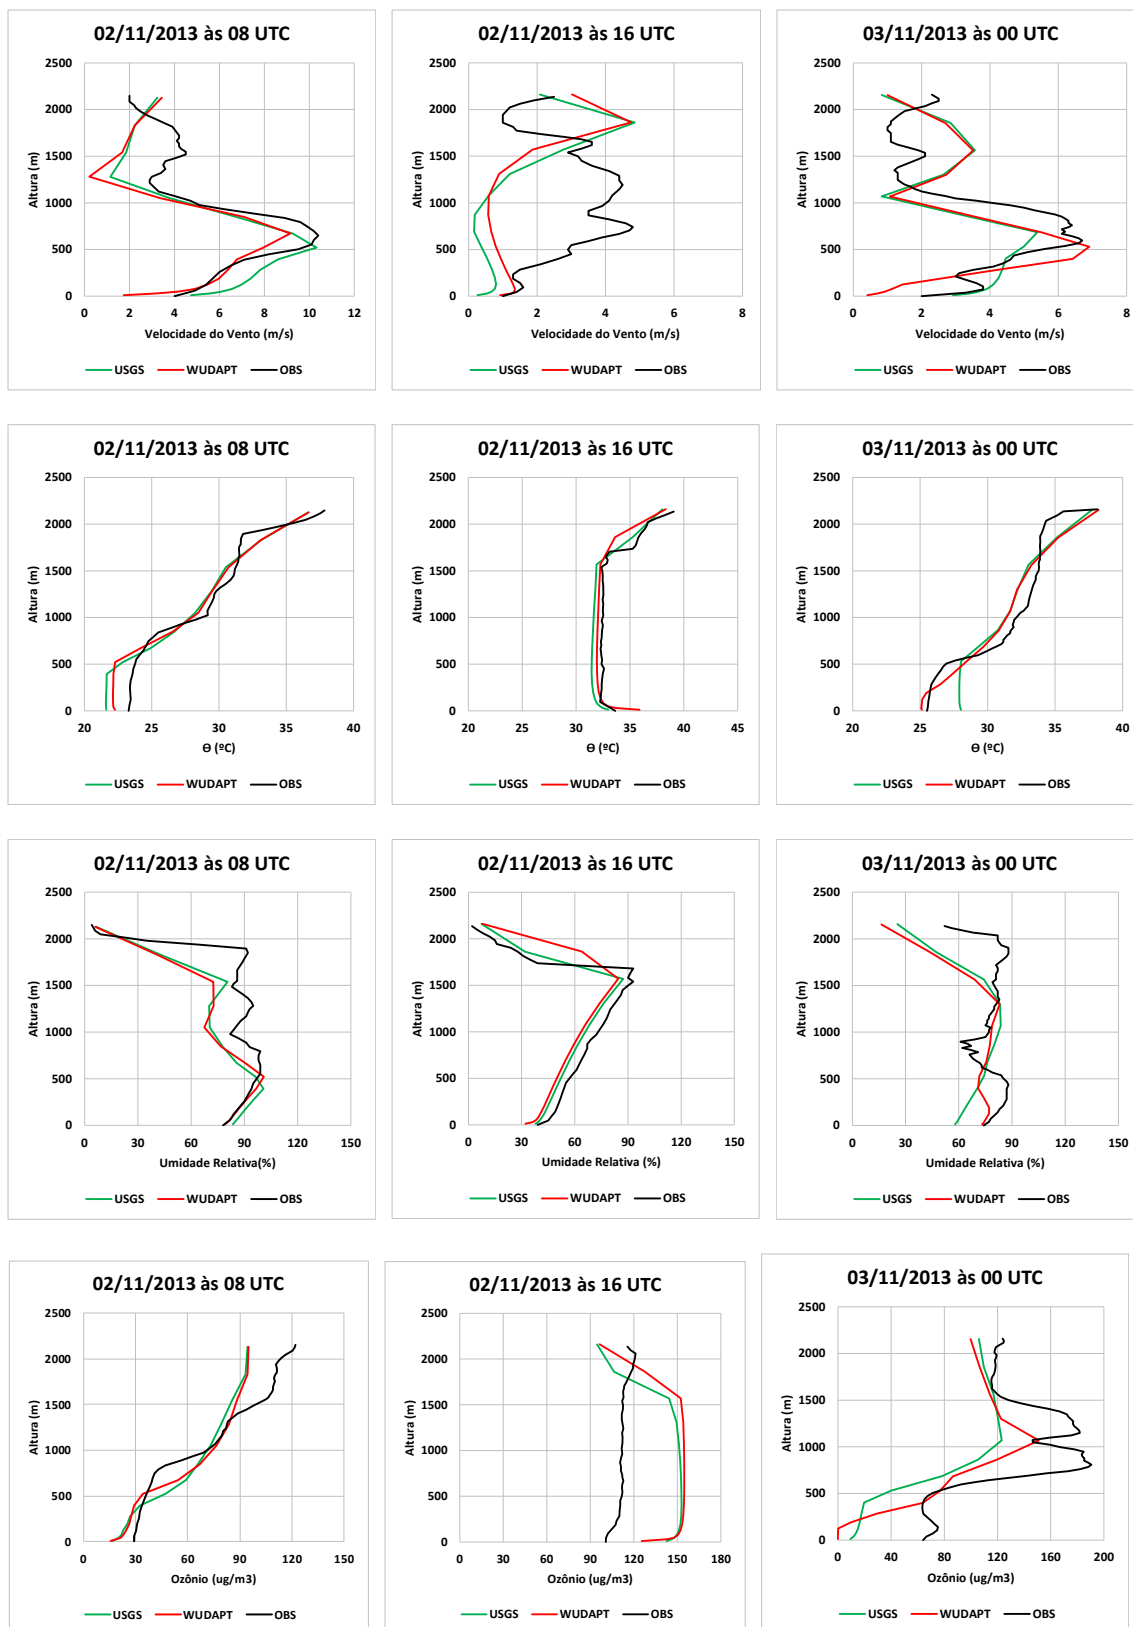 02/11/2013 às 08 UTC
2500
2000
1500
1000
500
0
Altura (m)
0 2 4 6 8 10 12
Velocidade do Vento (m/s)
USGS WUDAPT OBS
02/11/2013 às 16 UTC
2500
2000
1500
1000
500
0
Altura (m)
0 2 4 6 8
Velocidade do Vento (m/s)
USGS WUDAPT OBS
03/11/2013 às 00 UTC
2500
2000
1500
1000
500
0
Altura (m)
0 2 4 6 8
Velocidade do Vento (m/s)
USGS WUDAPT OBS
02/11/2013 às 08 UTC
2500
2000
1500
1000
500
0
Altura (m)
20 25 30 35 40
Θ (ºC)
USGS WUDAPT OBS
02/11/2013 às 16 UTC
2500
2000
1500
1000
500
0
Altura (m)
20 25 30 35 40 45
Θ (ºC)
USGS WUDAPT OBS
03/11/2013 às 00 UTC
2500
2000
1500
1000
500
0
Altura (m)
20 25 30 35 40
Θ (ºC)
USGS WUDAPT OBS
02/11/2013 às 08 UTC
2500
2000
1500
1000
500
0
Altura (m)
0 30 60 90 120 150
Umidade Relativa(%)
USGS WUDAPT OBS
02/11/2013 às 16 UTC
2500
2000
1500
1000
500
0
Altura (m)
0 30 60 90 120 150
Umidade Relativa (%)
USGS WUDAPT OBS
03/11/2013 às 00 UTC
2500
2000
1500
1000
500
0
Altura (m)
0 30 60 90 120 150
Umidade Relativa (%)
USGS WUDAPT OBS
02/11/2013 às 08 UTC
2500
2000
1500
1000
500
0
Altura (m)
0 30 60 90 120 150
Ozônio (ug/m3)
USGS WUDAPT OBS
02/11/2013 às 16 UTC
2500
2000
1500
1000
500
0
Altura (m)
0 30 60 90 120 150 180
Ozônio (ug/m3)
USGS WUDAPT OBS
03/11/2013 às 00 UTC
2500
2000
1500
1000
500
0
Altura (m)
0 40 80 120 160 200
Ozônio (ug/m3)
USGS WUDAPT OBS